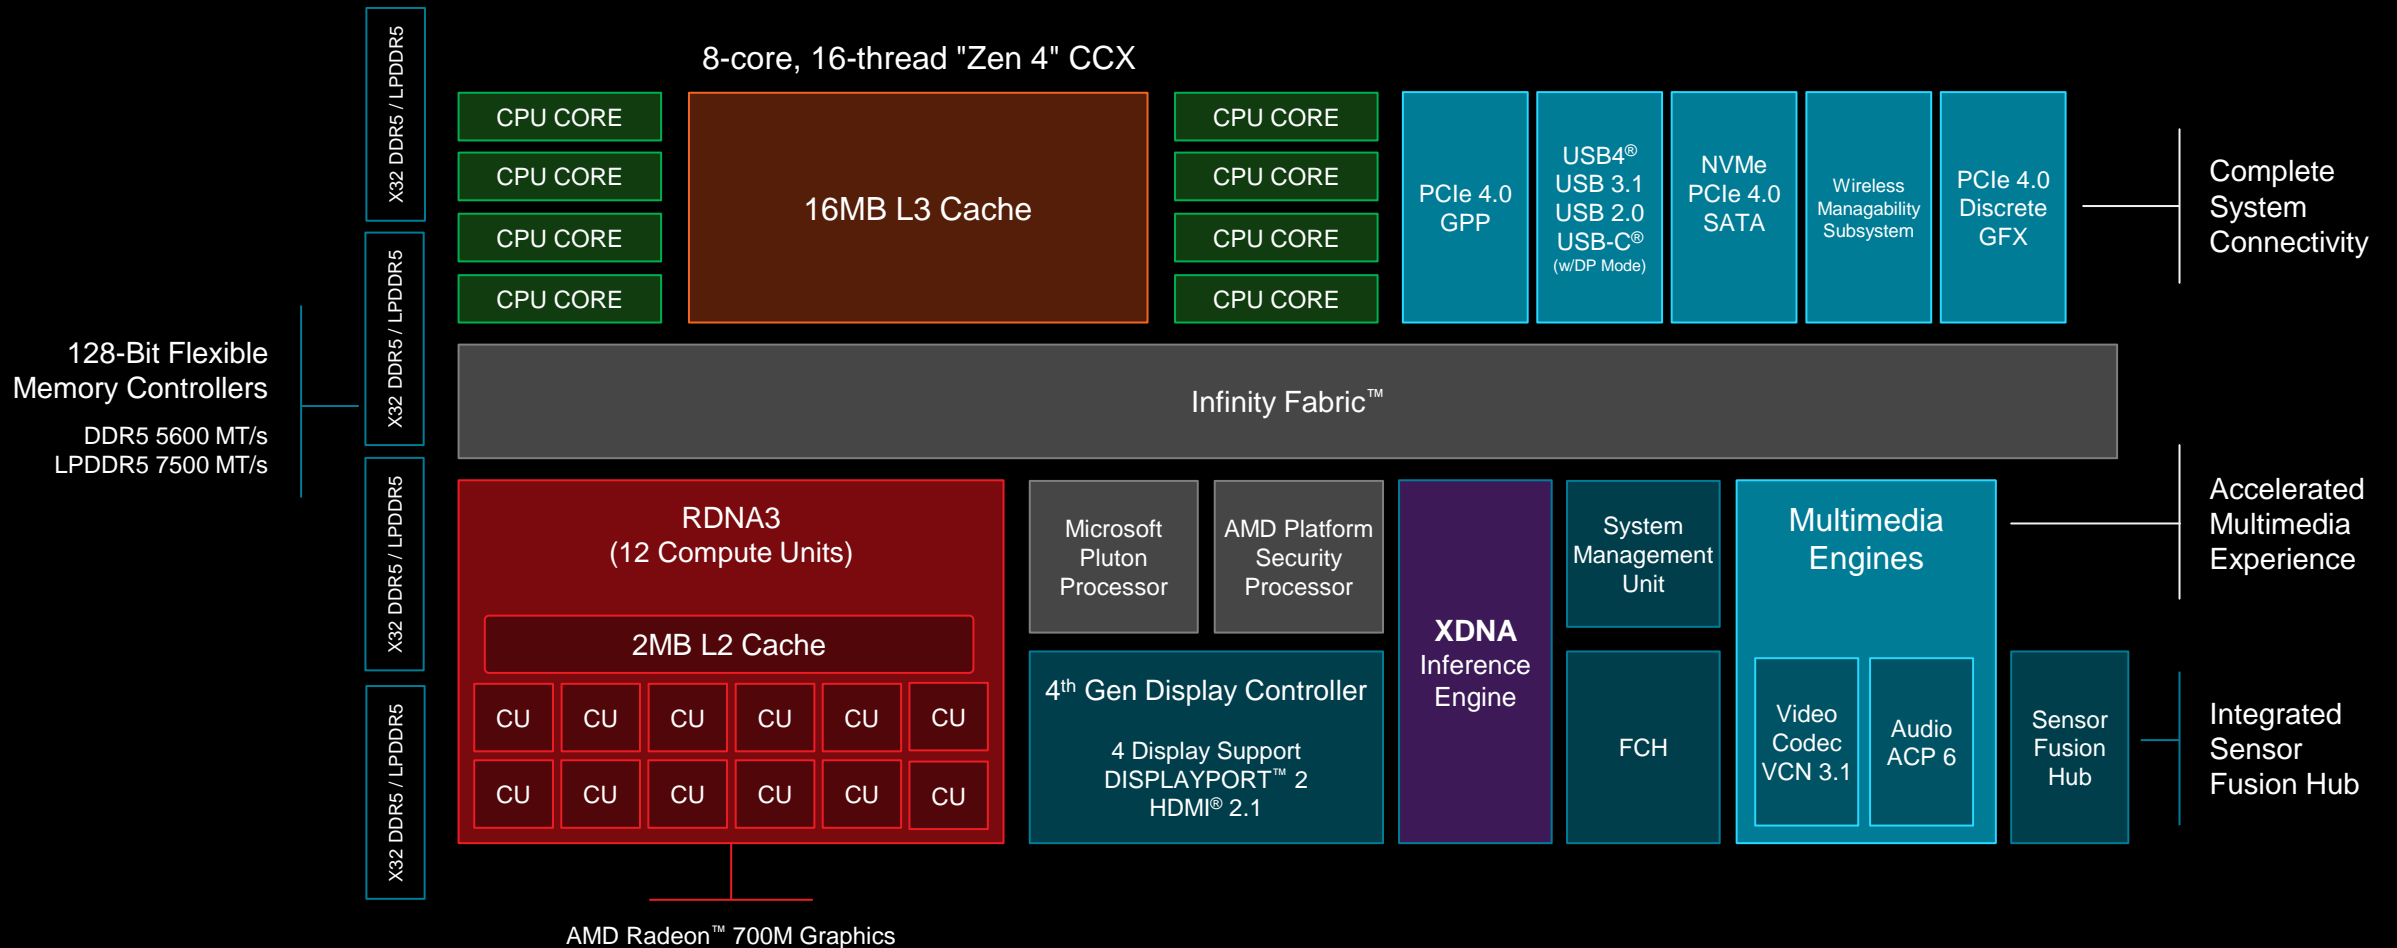 8-core, 16-thread "Zen 4" CCX
X32 DDR5 / LPDDR5
X32 DDR5 / LPDDR5
X32 DDR5 / LPDDR5
X32 DDR5 / LPDDR5
128-Bit Flexible
Memory Controllers
DDR5 5600 MT/s
LPDDR5 7500 MT/s
CPU CORE
CPU CORE
CPU CORE
CPU CORE
16MB L3 Cache
CPU CORE
CPU CORE
CPU CORE
CPU CORE
PCIe 4.0
GPP
USB4®
USB 3.1
USB 2.0
USB-C®
(w/DP Mode)
NVMe
PCIe 4.0
SATA
Wireless
Managability
Subsystem
PCIe 4.0
Discrete
GFX
Complete
System
Connectivity
Infinity Fabric™
RDNA3
(12 Compute Units)
2MB L2 Cache
CU CU CU CU CU CU
CU CU CU CU CU CU
AMD Radeon™ 700M Graphics
Microsoft
Pluton
Processor
AMD Platform
Security
Processor
4th Gen Display Controller
4 Display Support
DISPLAYPORT™ 2
HDMI® 2.1
XDNA
Inference
Engine
System
Management
Unit
FCH
Multimedia
Engines
Video
Codec
VCN 3.1
Audio
ACP 6
Sensor
Fusion
Hub
Accelerated
Multimedia
Experience
Integrated
Sensor
Fusion Hub